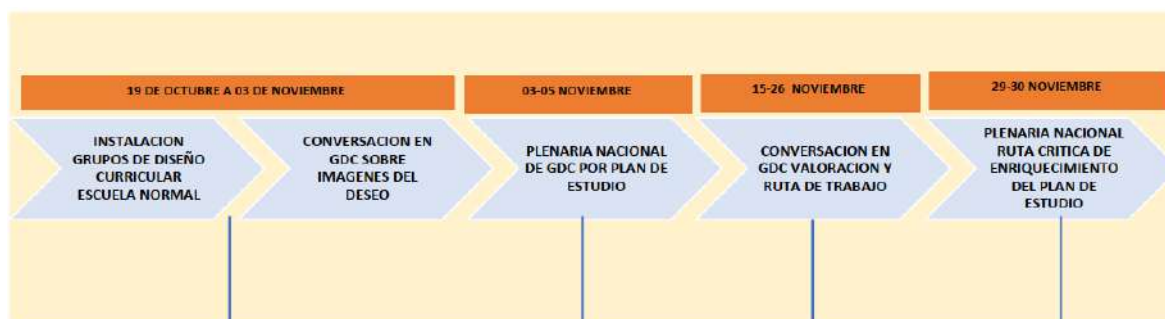 19 DE OCTUBRE A 03 DE NOVIEMBRE
03-05 NOVIEMBRE
15-26 NOVIEMBRE
29-30 NOVIEMBRE
INSTALACION
GRUPOS DE DISEÑO
CURRICULAR
ESCUELA NORMAL
CONVERSACION EN
GDC SOBRE
IMAGENES DEL
DESEO
PLENARIA NACIONAL
DE GDC POR PLAN DE
ESTUDIO
CONVERSACION EN
GDC VALORACION Y
RUTA DE TRABAJO
PLENARIA NACIONAL
RUTA CRITICA DE
ENRIQUECIMIENTO
DEL PLAN DE
ESTUDIO